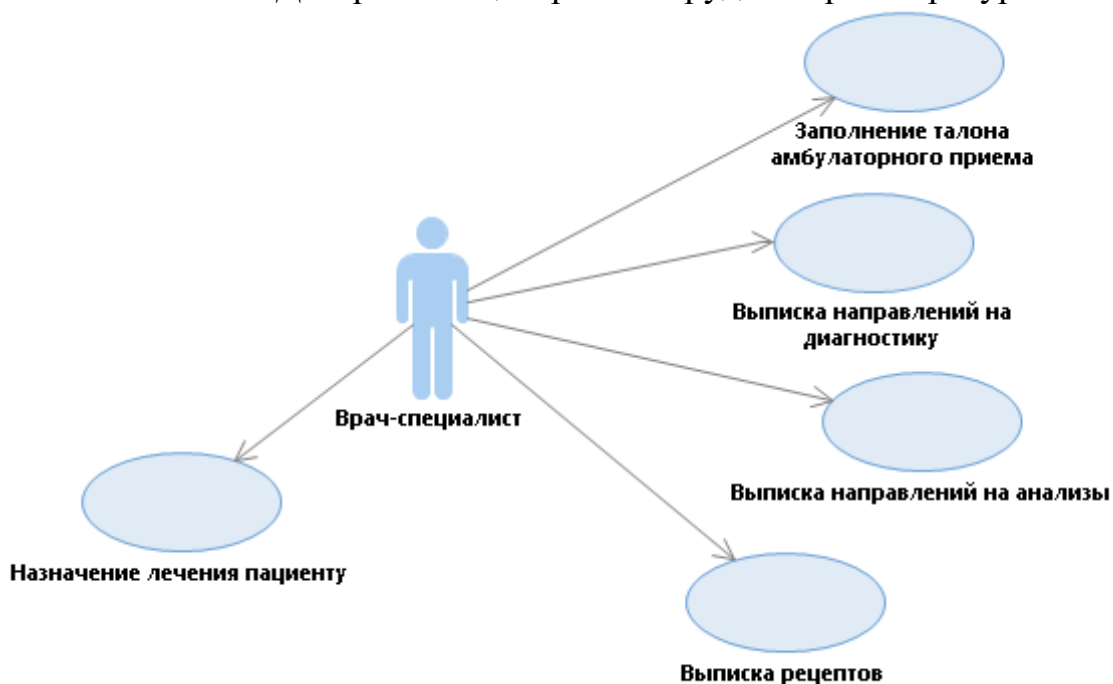 Заполнение талона
амбулаторного приема
Выписка направлений на
диагностику
Врач-специалист
Выписка направлений на анализы
Назначение лечения пациенту
Выписка рецептов